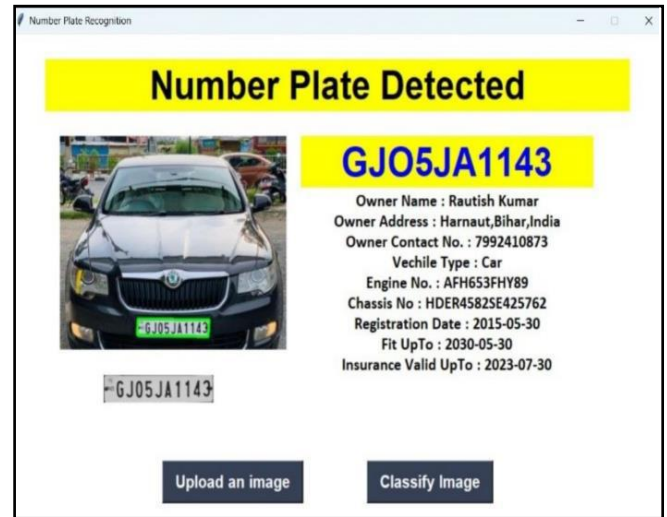 Number Plate Recognition
Number Plate Detected
GJO5JA1143
Owner Name : Rautish Kumar
Owner Address : Harnaut,Bihar,India
Owner Contact No. : 7992410873
Vechile Type : Car
Engine No. : AFH653FHY89
Chassis No : HDER4582SE425762
Registration Date : 2015-05-30
Fit UpTo : 2030-05-30
Insurance Valid UpTo : 2023-07-30
GJ05JA1143
GJ05JA1143
Upload an image
Classify Image